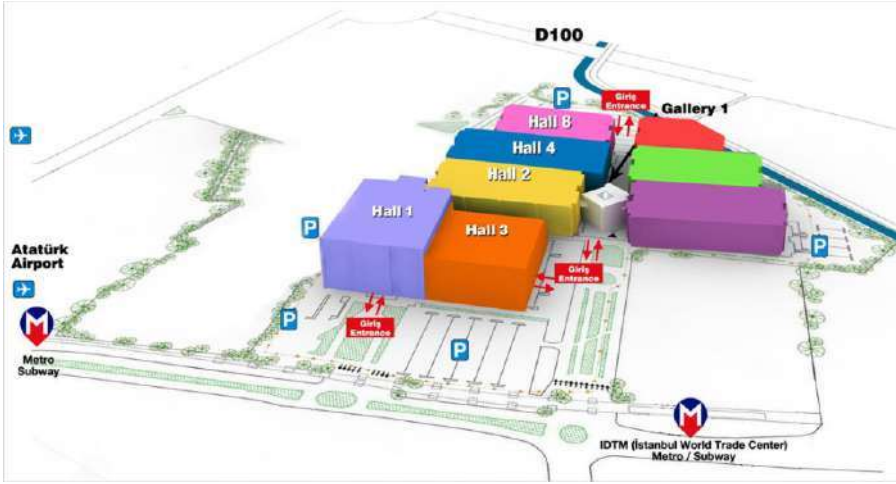 D100
P
Giriş
Entrance
Gallery 1
Hall 8
Hall 4
Hall 2
Hall 1
Hall 3
P
P
Giriş
Entrance
Atatürk
Airport
P
Giriş
Entrance
P
M
Metro
Subway
M
IDTM (İstanbul World Trade Center)
Metro / Subway